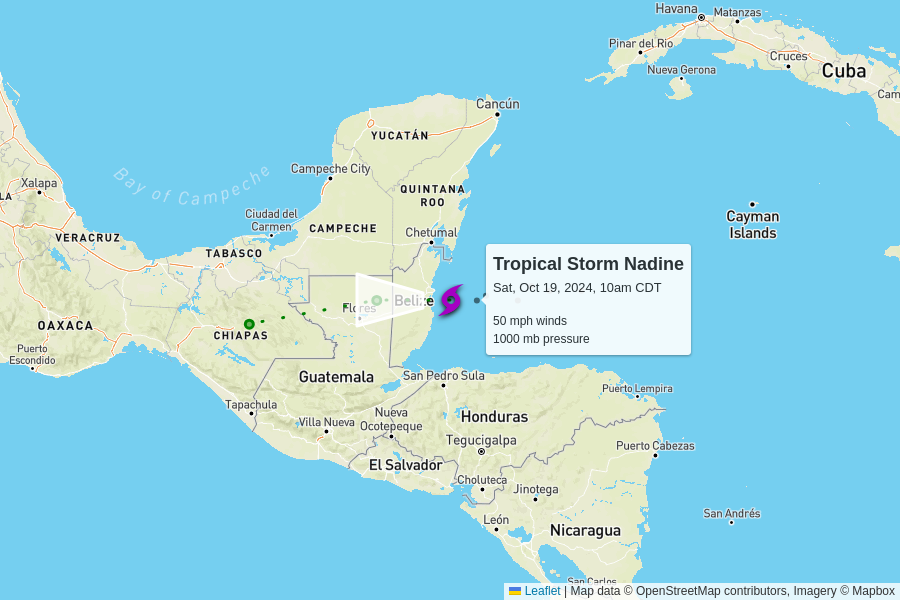 Havana
Matanzas
Pinar del Rio
Cruces
Nueva Gerona
Cuba
Cam
Cancún
YUCATÁN
Campeche City
Bay of Campeche
Xalapa
LA
QUINTANA
ROO
Ciudad del
Carmen
CAMPECHE
Chetumal
Cayman
Islands
VERACRUZ
TABASCO
Tropical Storm Nadine
Sat, Oct 19, 2024, 10am CDT
50 mph winds
1000 mb pressure
Belize
Flores
OAXACA
CHIAPAS
Puerto
Escondido
Guatemala
San Pedro Sula
Puerto Lempira
Tapachula
Nueva
Ocotepeque
Villa Nueva
Honduras
Tegucigalpa
Puerto Cabezas
El Salvador
Choluteca
Jinotega
León
Nicaragua
San Andrés
San Carlos
Leaflet | Map data © OpenStreetMap contributors, Imagery © Mapbox